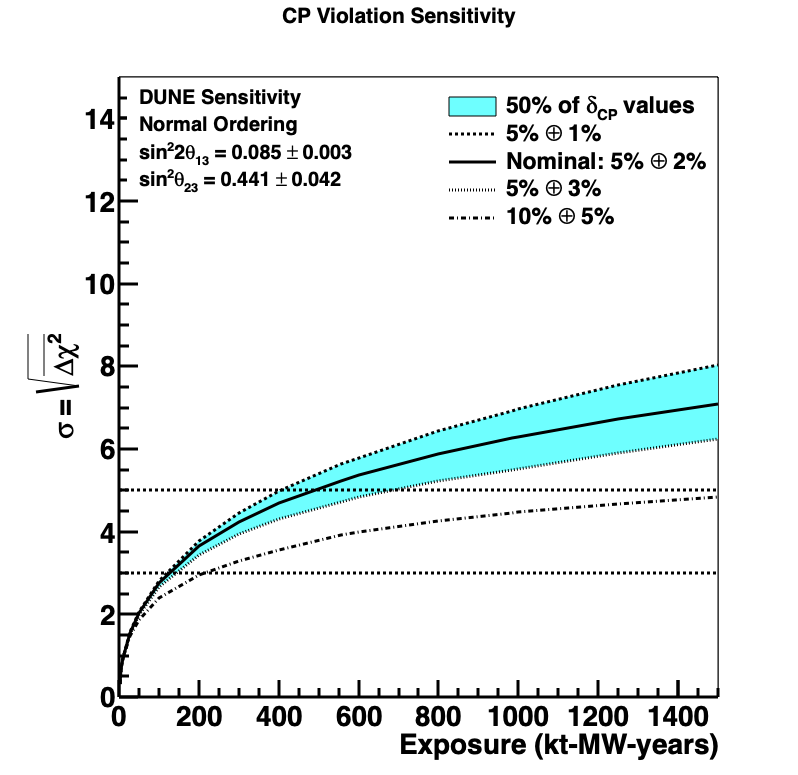 CP Violation Sensitivity
DUNE Sensitivity
Normal Ordering
sin²2θ₁₃ = 0.085 ± 0.003
sin²θ₂₃ = 0.441 ± 0.042
50% of δCP values
5% ⊕ 1%
Nominal: 5% ⊕ 2%
5% ⊕ 3%
10% ⊕ 5%
14
12
10
8
6
4
2
0
σ = √Δχ²
0 200 400 600 800 1000 1200 1400
Exposure (kt-MW-years)